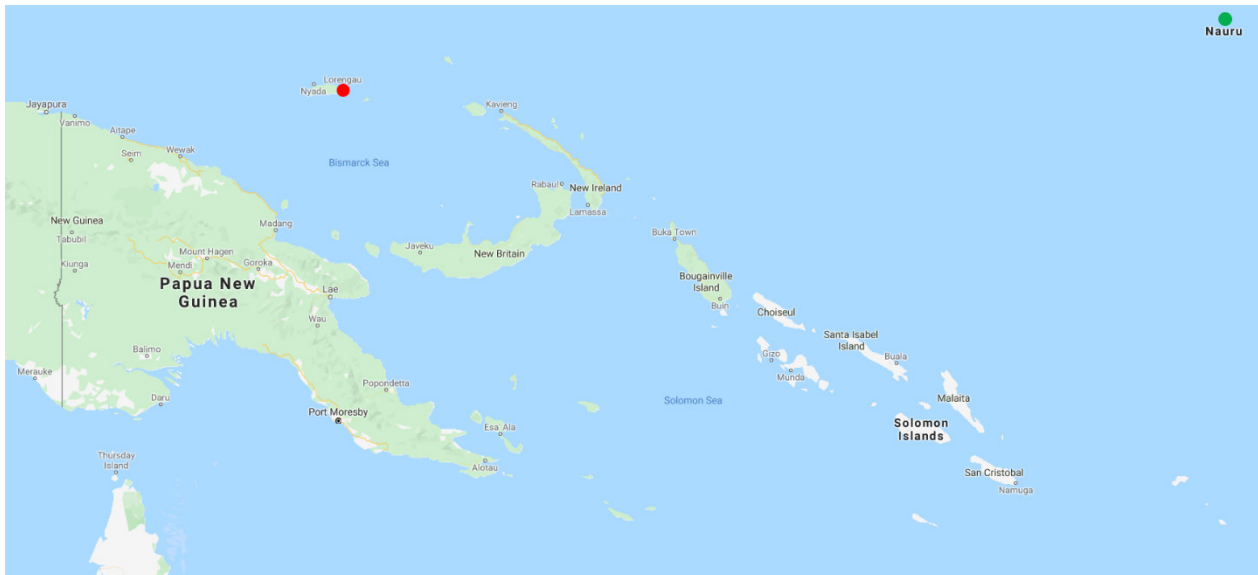 Nauru
Lorengau
Nyada
Kavieng
Jayapura
Vanimo
Aitape
Seim
Wewak
Bismarck Sea
Rabaul
New Ireland
Lamassa
New Guinea
Tabubil
Madang
Buka Town
Javeku
New Britain
Mount Hagen
Kiunga
Mendi
Goroka
Papua New
Guinea
Lae
Bougainville
Island
Buin
Choiseul
Wau
Santa Isabel
Island
Buala
Balimo
Gizo
Munda
Merauke
Daru
Popondetta
Solomon Sea
Malaita
Port Moresby
Esa'Ala
Solomon
Islands
Thursday
Island
Alotau
San Cristobal
Namuga